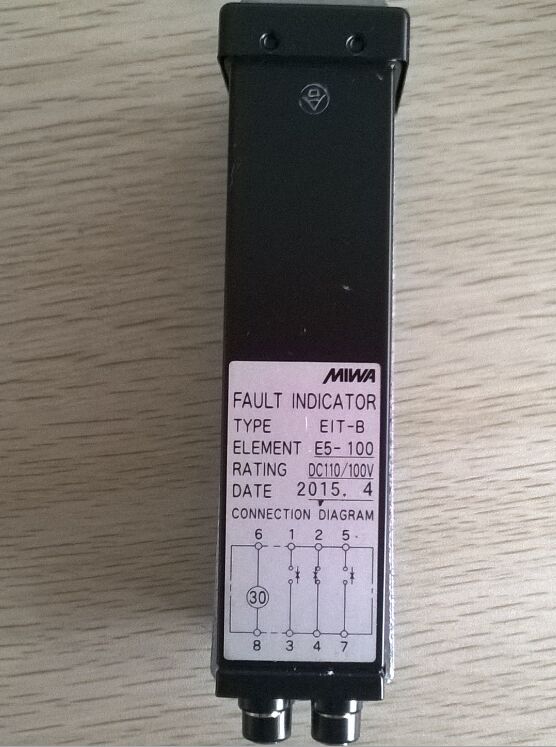 MIWA
FAULT INDICATOR
TYPE EIT-B
ELEMENT E5-100
RATING DC110/100V
DATE 2015. 4
CONNECTION DIAGRAM
6 1 2 5
30
8 3 4 7